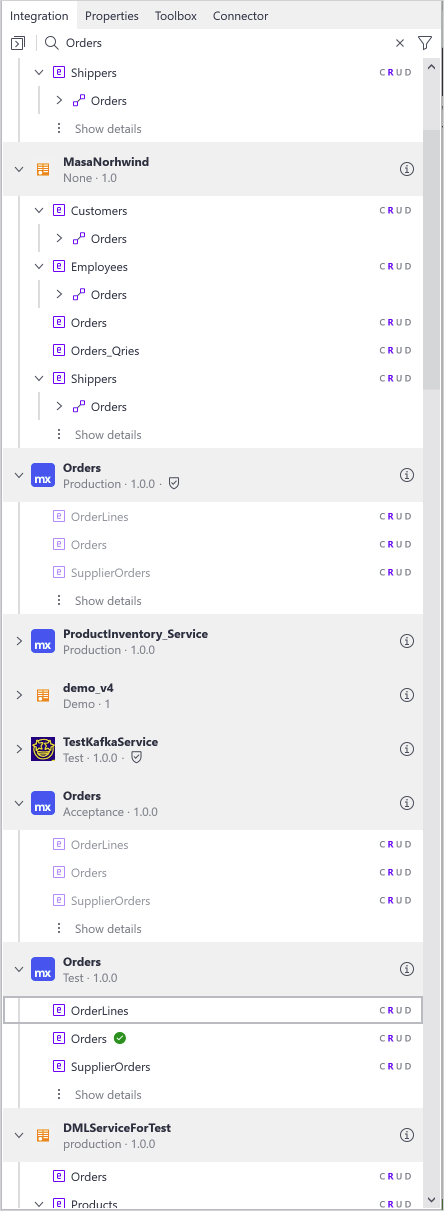 Integration Properties Toolbox Connector
Orders
Shippers CRUD
Orders
Show details
MasaNorhwind
None · 1.0
Customers CRUD
Orders
Employees CRUD
Orders
Orders CRUD
Orders_Qries CRUD
Shippers CRUD
Orders
Show details
Orders
Production · 1.0.0 ·
mx
OrderLines CRUD
Orders CRUD
SupplierOrders CRUD
Show details
ProductInventory_Service
mx
Production · 1.0.0
demo_v4
Demo · 1
TestKafkaService
Test · 1.0.0 ·
Orders
mx
Acceptance · 1.0.0
OrderLines CRUD
Orders CRUD
SupplierOrders CRUD
Show details
Orders
mx
Test · 1.0.0
OrderLines CRUD
Orders CRUD
SupplierOrders CRUD
Show details
DMLServiceForTest
production · 1.0.0
Orders CRUD
Products CRUD